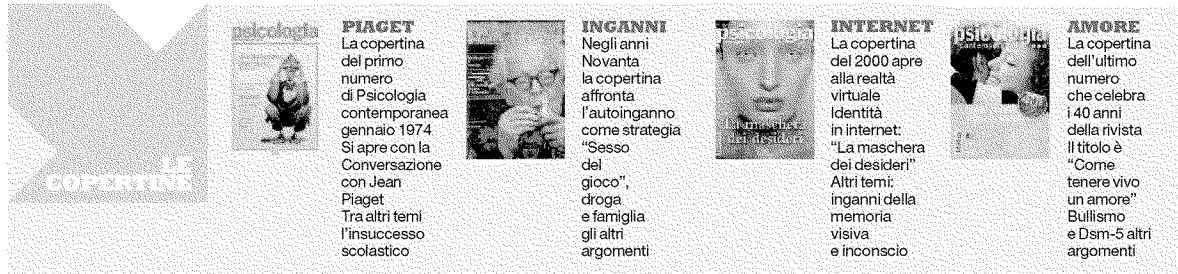 LE
COPERTINE
psicologia
PIAGET
La copertina
del primo
numero
di Psicologia
contemporanea
gennaio 1974
Si apre con la
Conversazione
con Jean
Piaget
Tra altri temi
l'insuccesso
scolastico
INGANNI
Negli anni
Novanta
la copertina
affronta
l'autoinganno
come strategia
"Sesso
del
gioco",
droga
e famiglia
gli altri
argomenti
psicologia
La maschera
dei desideri
INTERNET
La copertina
del 2000 apre
alla realtà
virtuale
Identità
in internet:
"La maschera
dei desideri"
Altri temi:
inganni della
memoria
visiva
e inconscio
psicologia
contemporanea
AMORE
La copertina
dell'ultimo
numero
che celebra
i 40 anni
della rivista
Il titolo è
"Come
tenere vivo
un amore"
Bullismo
e Dsm-5 altri
argomenti